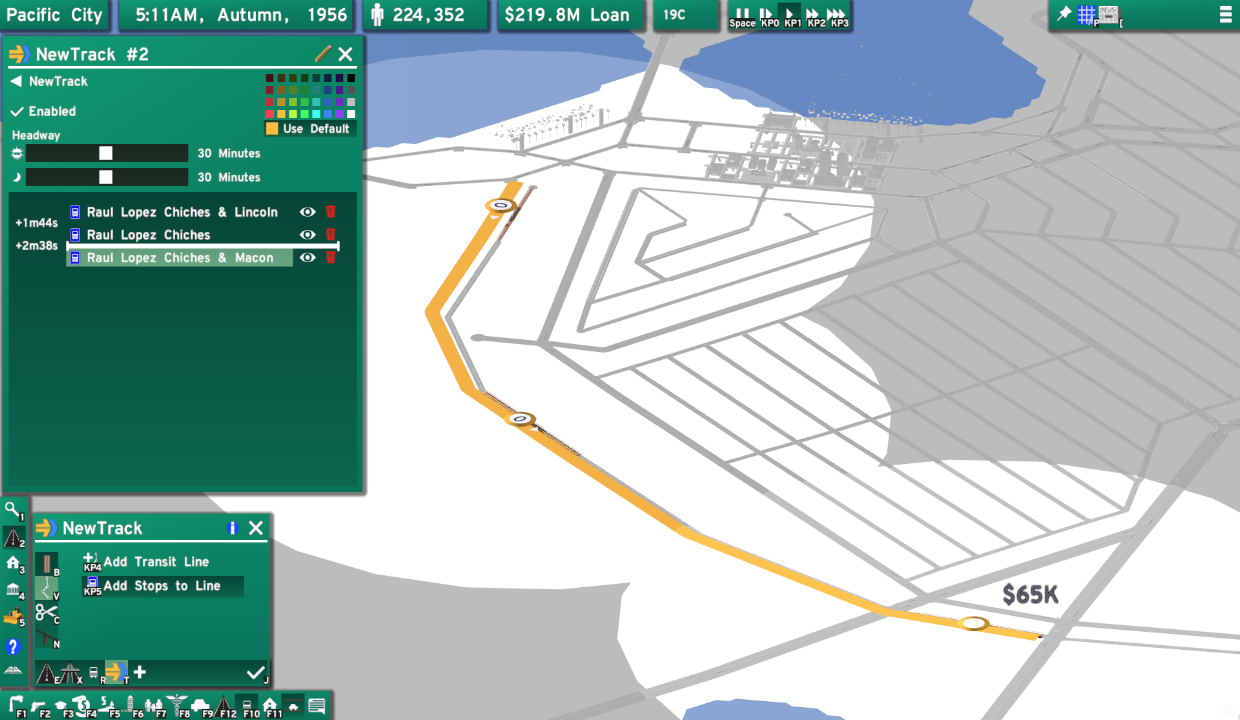 Pacific City
5:11AM, Autumn, 1956
224,352
$219.8M Loan
19C
Space KP0 KP1 KP2 KP3
P [
NewTrack #2
NewTrack
Enabled
Use Default
Headway
30 Minutes
30 Minutes
Raul Lopez Chiches & Lincoln
+1m44s
Raul Lopez Chiches
+2m38s
Raul Lopez Chiches & Macon
$65K
1
2
3
4
5
?
NewTrack
i
B
KP4 Add Transit Line
V
KP5 Add Stops to Line
C
N
E X R T J
F1 F2 F3 F4 F5 F6 F7 F8 F9 F12 F10 F11